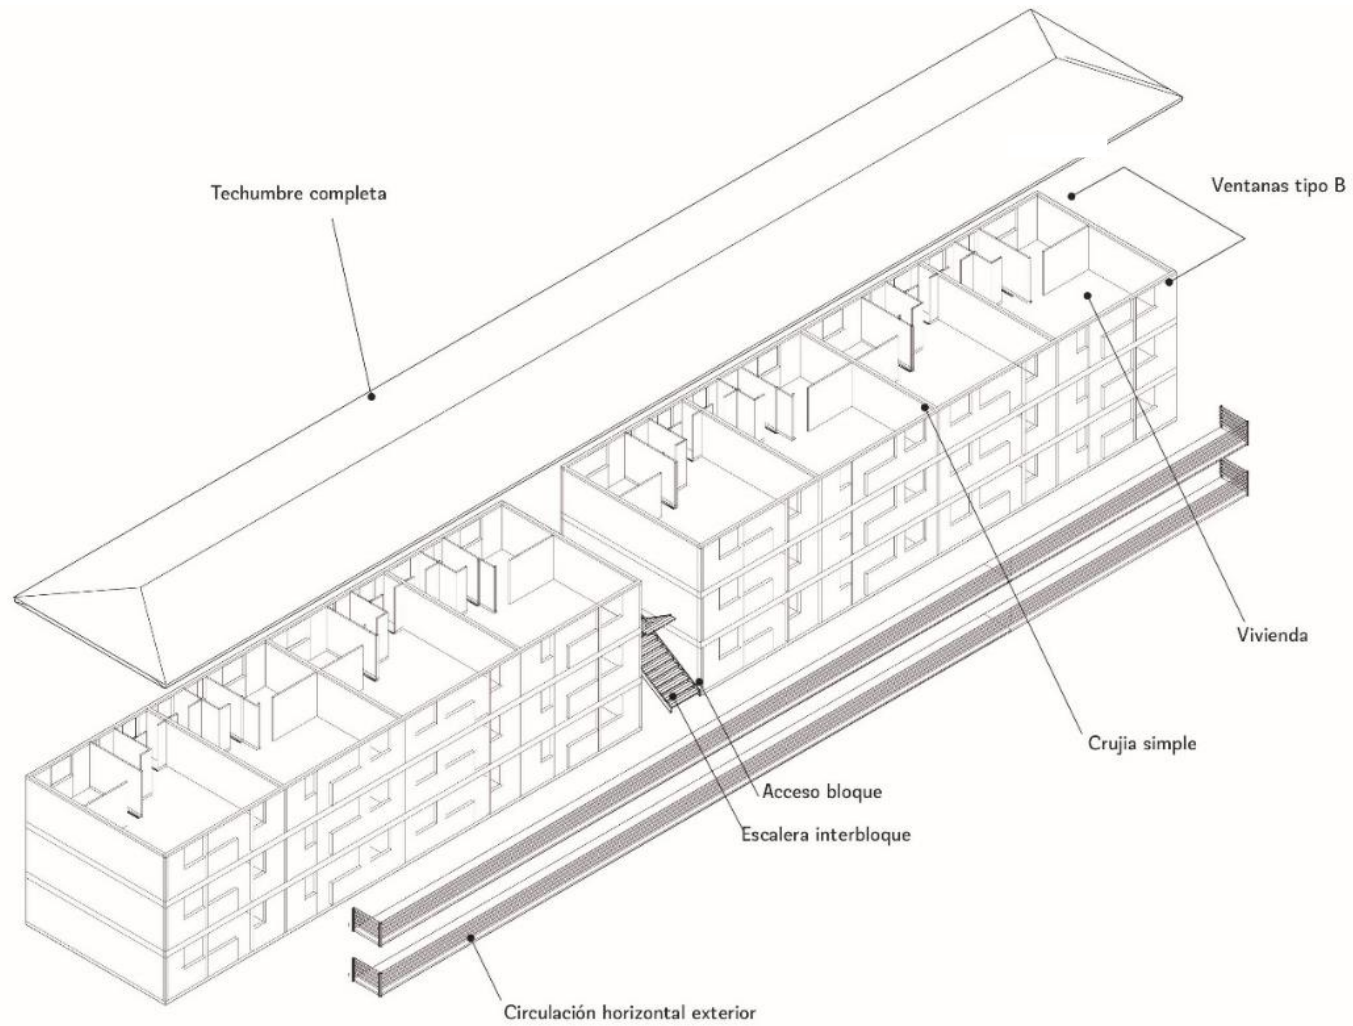 Techumbre completa
Ventanas tipo B
Vivienda
Crujia simple
Acceso bloque
Escalera interbloque
Circulación horizontal exterior